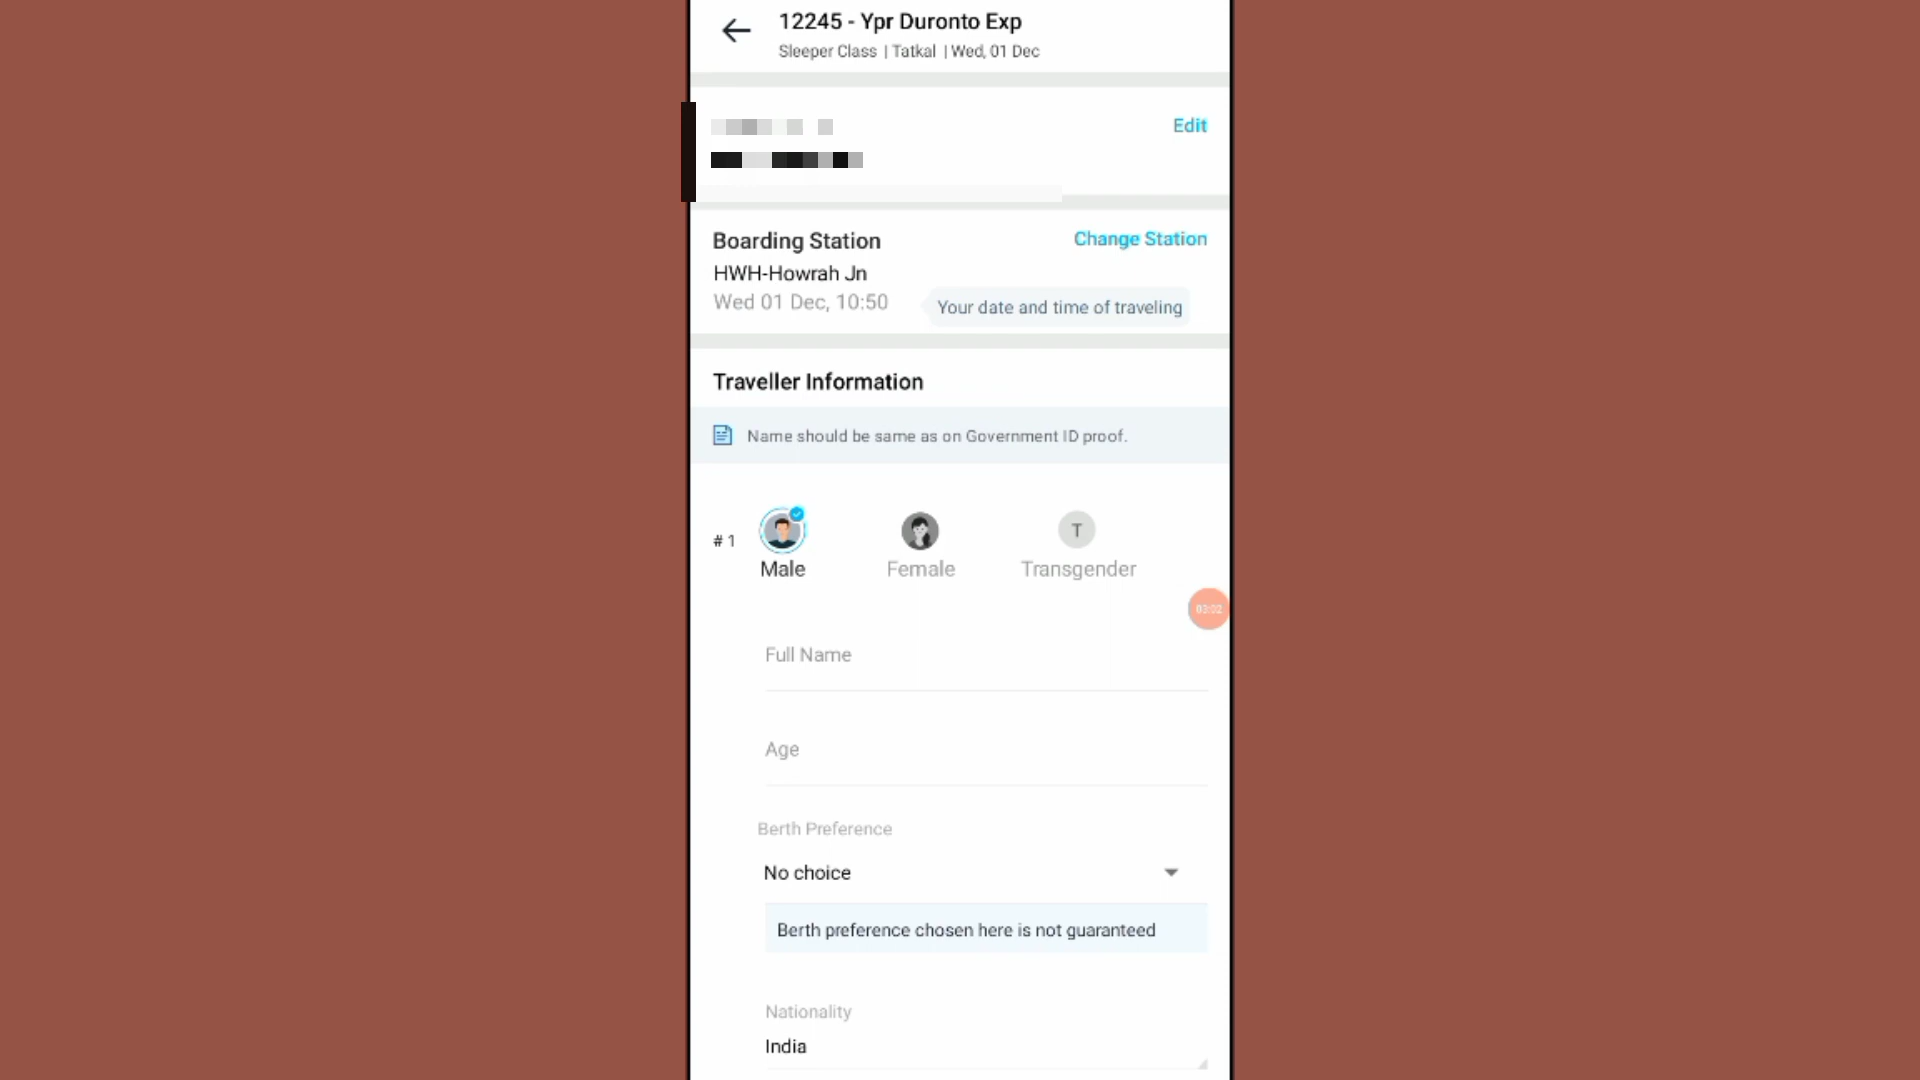 12245 - Ypr Duronto Exp
Sleeper Class | Tatkal | Wed, 01 Dec
Edit
Boarding Station
Change Station
HWH-Howrah Jn
Wed 01 Dec, 10:50
Your date and time of traveling
Traveller Information
Name should be same as on Government ID proof.
# 1
Male
Female
T
Transgender
03:02
Full Name
Age
Berth Preference
No choice
Berth preference chosen here is not guaranteed
Nationality
India